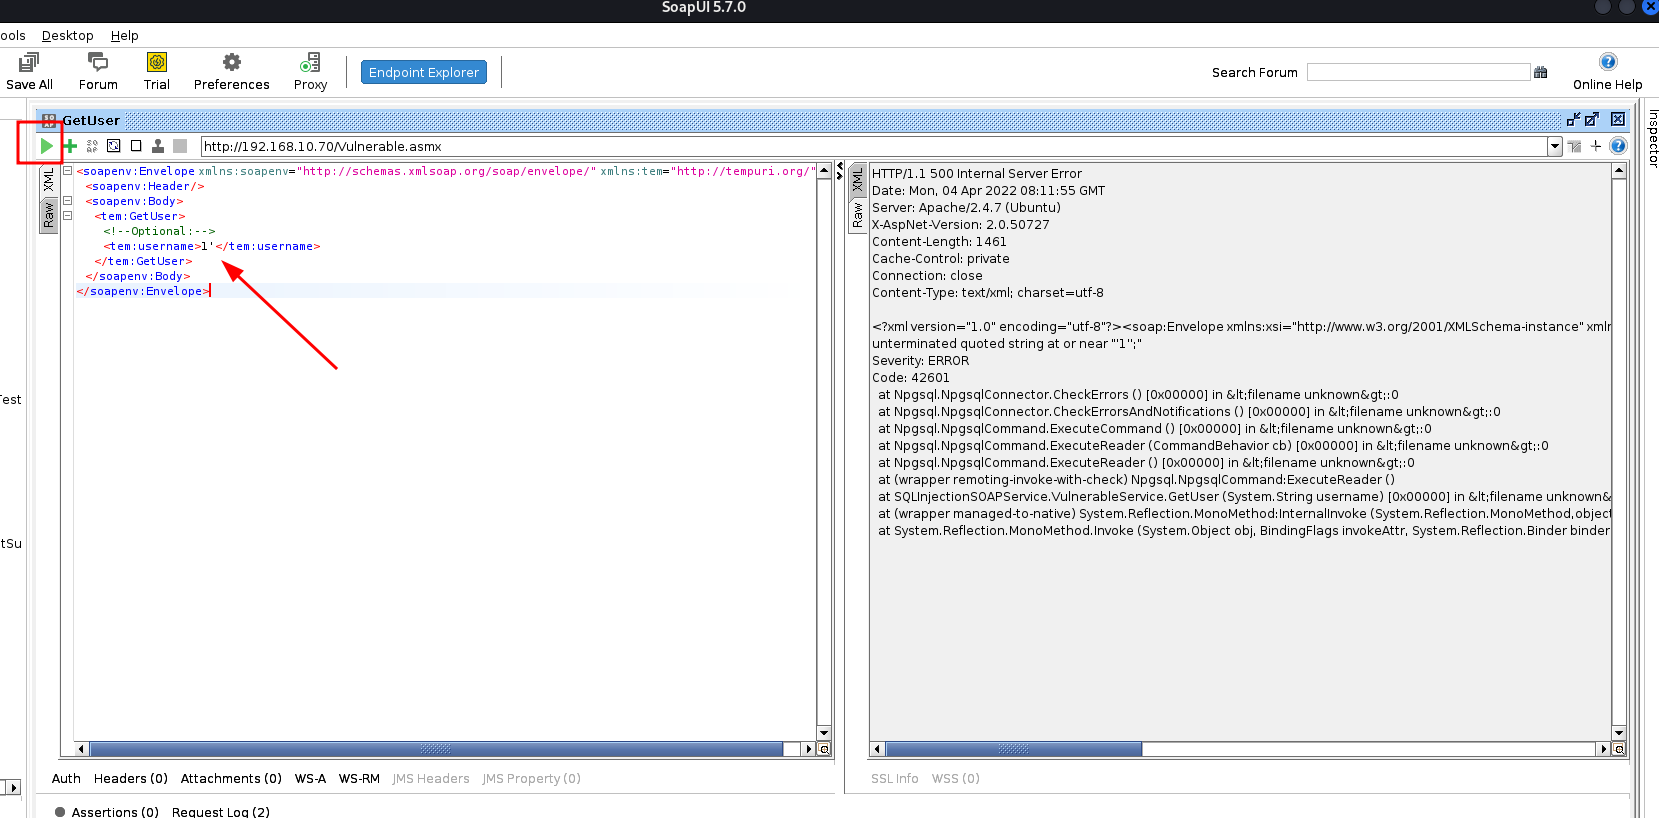 SoapUI 5.7.0
ools Desktop Help
Save All Forum Trial Preferences Proxy Endpoint Explorer Search Forum Online Help
GetUser
http://192.168.10.70/Vulnerable.asmx
Inspector
XML
Raw
<soapenv:Envelope xmlns:soapenv="http://schemas.xmlsoap.org/soap/envelope/" xmlns:tem="http://tempuri.org/"
<soapenv:Header/>
<soapenv:Body>
<tem:GetUser>
<!--Optional:-->
<tem:username>1'</tem:username>
</tem:GetUser>
</soapenv:Body>
</soapenv:Envelope>
XML
Raw
HTTP/1.1 500 Internal Server Error
Date: Mon, 04 Apr 2022 08:11:55 GMT
Server: Apache/2.4.7 (Ubuntu)
X-AspNet-Version: 2.0.50727
Content-Length: 1461
Cache-Control: private
Connection: close
Content-Type: text/xml; charset=utf-8
<?xml version="1.0" encoding="utf-8"?><soap:Envelope xmlns:xsi="http://www.w3.org/2001/XMLSchema-instance" xmln
unterminated quoted string at or near "'1'';"
Severity: ERROR
Code: 42601
at Npgsql.NpgsqlConnector.CheckErrors () [0x00000] in &lt;filename unknown&gt;:0
at Npgsql.NpgsqlConnector.CheckErrorsAndNotifications () [0x00000] in &lt;filename unknown&gt;:0
at Npgsql.NpgsqlCommand.ExecuteCommand () [0x00000] in &lt;filename unknown&gt;:0
at Npgsql.NpgsqlCommand.ExecuteReader (CommandBehavior cb) [0x00000] in &lt;filename unknown&gt;:0
at Npgsql.NpgsqlCommand.ExecuteReader () [0x00000] in &lt;filename unknown&gt;:0
at (wrapper remoting-invoke-with-check) Npgsql.NpgsqlCommand:ExecuteReader ()
at SQLInjectionSOAPService.VulnerableService.GetUser (System.String username) [0x00000] in &lt;filename unknown&
at (wrapper managed-to-native) System.Reflection.MonoMethod:InternalInvoke (System.Reflection.MonoMethod,object
at System.Reflection.MonoMethod.Invoke (System.Object obj, BindingFlags invokeAttr, System.Reflection.Binder binder
Test
tSu
Auth Headers (0) Attachments (0) WS-A WS-RM JMS Headers JMS Property (0)
SSL Info WSS (0)
Assertions (0) Request Log (2)